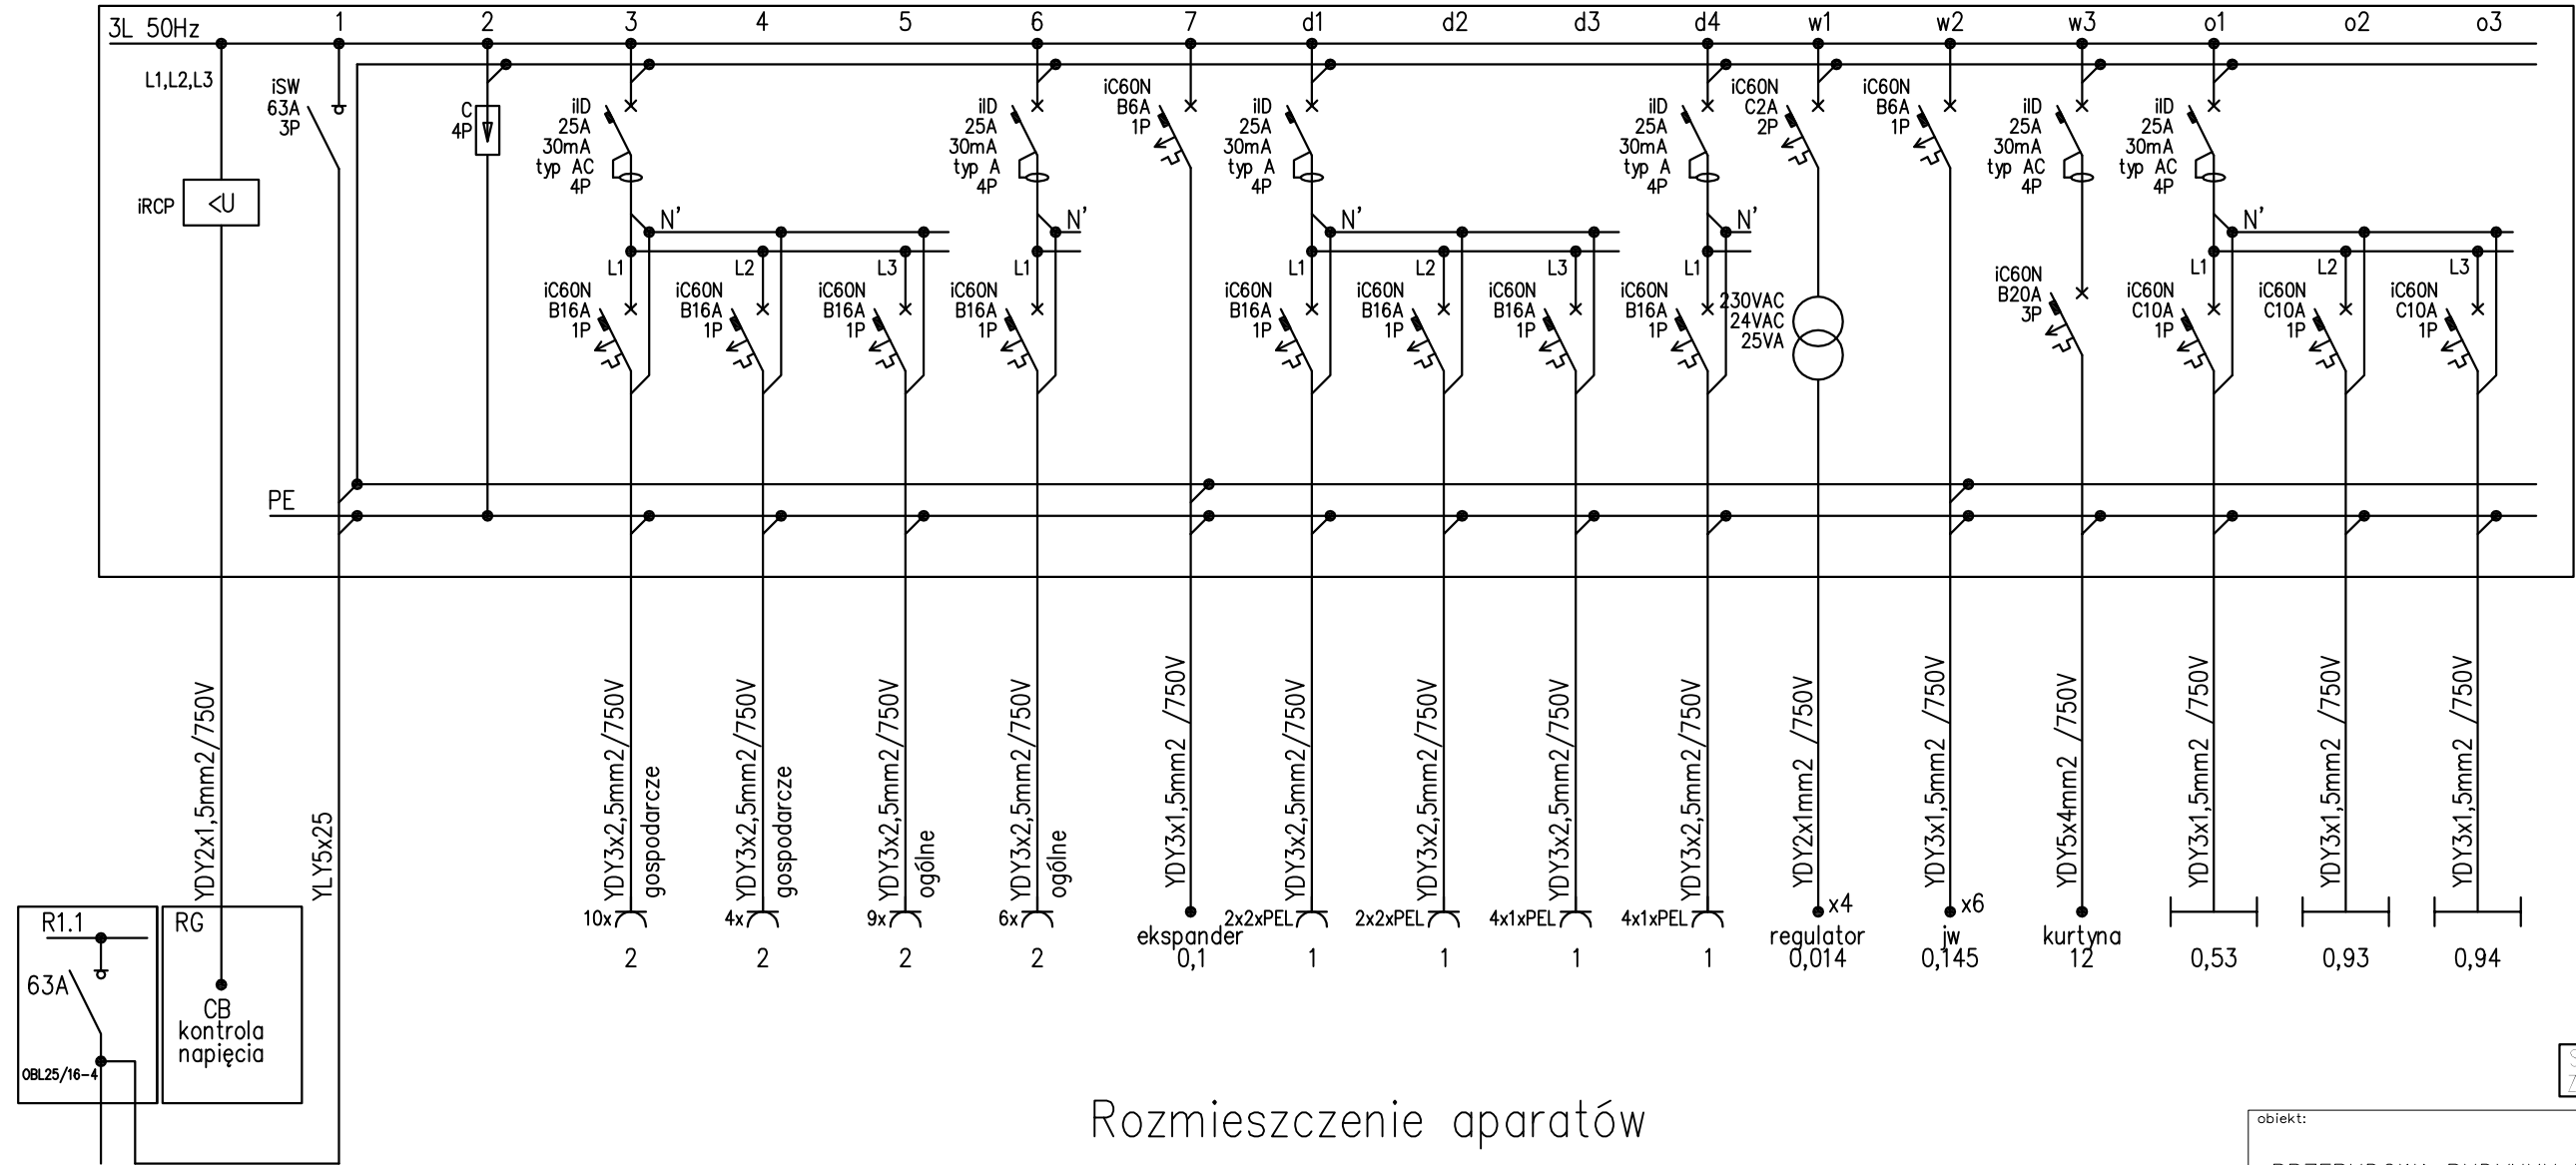 3L 50Hz
1 2 3 4 5 6 7 d1 d2 d3 d4 w1 w2 w3 o1 o2 o3
L1,L2,L3
iRCP
<U
iSW
63A
3P
C
4P
iID
25A
30mA
typ AC
4P
iID
25A
30mA
typ A
4P
iC60N
B6A
1P
iID
25A
30mA
typ A
4P
iID
25A
30mA
typ A
4P
iC60N
C2A
2P
iC60N
B6A
1P
iID
25A
30mA
typ AC
4P
iID
25A
30mA
typ AC
4P
N' N' N' N' N'
L1 L2 L3 L1 L1 L2 L3 L1 L1 L2 L3
iC60N
B16A
1P
iC60N
B16A
1P
iC60N
B16A
1P
iC60N
B16A
1P
iC60N
B16A
1P
iC60N
B16A
1P
iC60N
B16A
1P
iC60N
B16A
1P
230VAC
24VAC
25VA
iC60N
B20A
3P
iC60N
C10A
1P
iC60N
C10A
1P
iC60N
C10A
1P
PE
YDY2x1,5mm2/750V
YLY5x25
YDY3x2,5mm2/750V
gospodarcze
YDY3x2,5mm2/750V
gospodarcze
YDY3x2,5mm2/750V
ogólne
YDY3x2,5mm2/750V
ogólne
YDY3x1,5mm2 /750V
YDY3x2,5mm2/750V
YDY3x2,5mm2/750V
YDY3x2,5mm2/750V
YDY3x2,5mm2/750V
YDY2x1mm2 /750V
YDY3x1,5mm2 /750V
YDY5x4mm2 /750V
YDY3x1,5mm2 /750V
YDY3x1,5mm2 /750V
YDY3x1,5mm2 /750V
10x 4x 9x 6x 2x2xPEL 2x2xPEL 4x1xPEL 4x1xPEL x4 x6
ekspander regulator jw kurtyna
2 2 2 2 0,1 1 1 1 1 0,014 0,145 12 0,53 0,93 0,94
R1.1
63A
OBL25/16-4
RG
CB
kontrola
napięcia
Rozmieszczenie aparatów
obiekt: